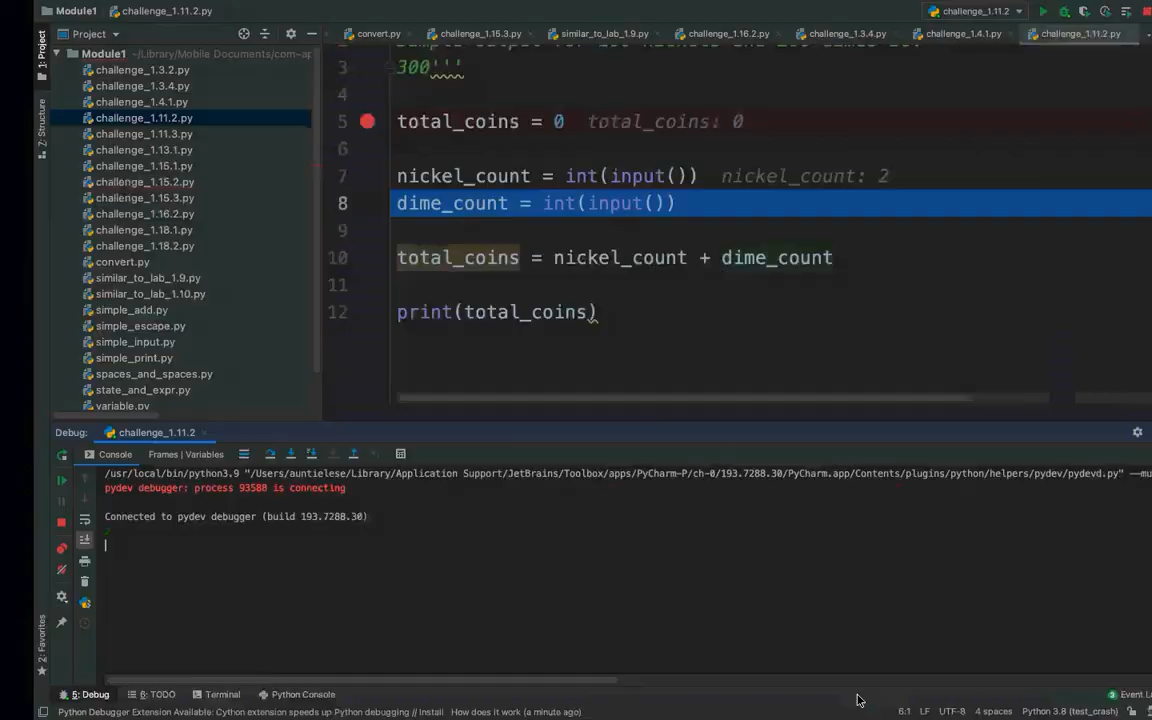 Module1 challenge_1.11.2.py challenge_1.11.2
1: Project Project convert.py challenge_1.15.3.py similar_to_lab_1.9.py challenge_1.16.2.py challenge_1.3.4.py challenge_1.4.1.py challenge_1.11.2.py
Module1 ~/Library/Mobile Documents/com~ap
challenge_1.3.2.py
challenge_1.3.4.py
challenge_1.4.1.py
challenge_1.11.2.py
challenge_1.11.3.py
challenge_1.13.1.py
challenge_1.15.1.py
challenge_1.15.2.py
challenge_1.15.3.py
challenge_1.16.2.py
challenge_1.18.1.py
challenge_1.18.2.py
convert.py
similar_to_lab_1.9.py
similar_to_lab_1.10.py
simple_add.py
simple_escape.py
simple_input.py
simple_print.py
spaces_and_spaces.py
state_and_expr.py
variable.py
Z: Structure
3 300'''
4
5 total_coins = 0 total_coins: 0
6
7 nickel_count = int(input()) nickel_count: 2
8 dime_count = int(input())
9
10 total_coins = nickel_count + dime_count
11
12 print(total_coins)
Debug: challenge_1.11.2
Console Frames | Variables
/usr/local/bin/python3.9 "/Users/auntielese/Library/Application Support/JetBrains/Toolbox/apps/PyCharm-P/ch-0/193.7288.30/PyCharm.app/Contents/plugins/python/helpers/pydev/pydevd.py" --mu
pydev debugger: process 93588 is connecting
Connected to pydev debugger (build 193.7288.30)
2
2: Favorites
5: Debug 6: TODO Terminal Python Console 3 Event L
Python Debugger Extension Available: Cython extension speeds up Python debugging // Install How does it work (a minute ago) 6:1 LF UTF-8 4 spaces Python 3.8 (test_crash)